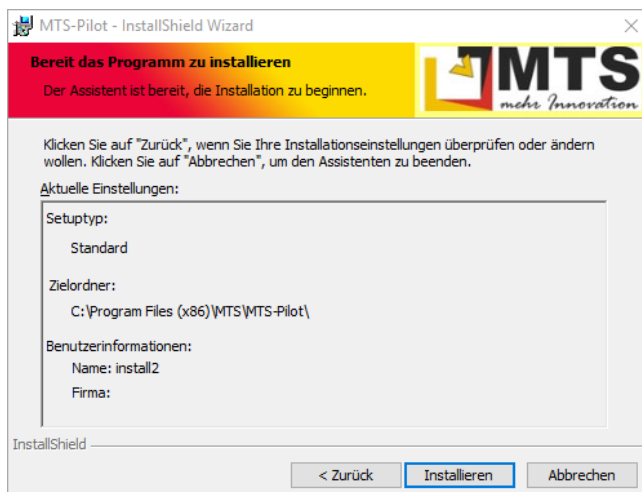 MTS-Pilot - InstallShield Wizard
Bereit das Programm zu installieren
Der Assistent ist bereit, die Installation zu beginnen.
MTS
mehr Innovation
Klicken Sie auf "Zurück", wenn Sie Ihre Installationseinstellungen überprüfen oder ändern
wollen. Klicken Sie auf "Abbrechen", um den Assistenten zu beenden.
Aktuelle Einstellungen:
Setuptyp:
Standard
Zielordner:
C:\Program Files (x86)\MTS\MTS-Pilot\
Benutzerinformationen:
Name: install2
Firma:
InstallShield
< Zurück
Installieren
Abbrechen